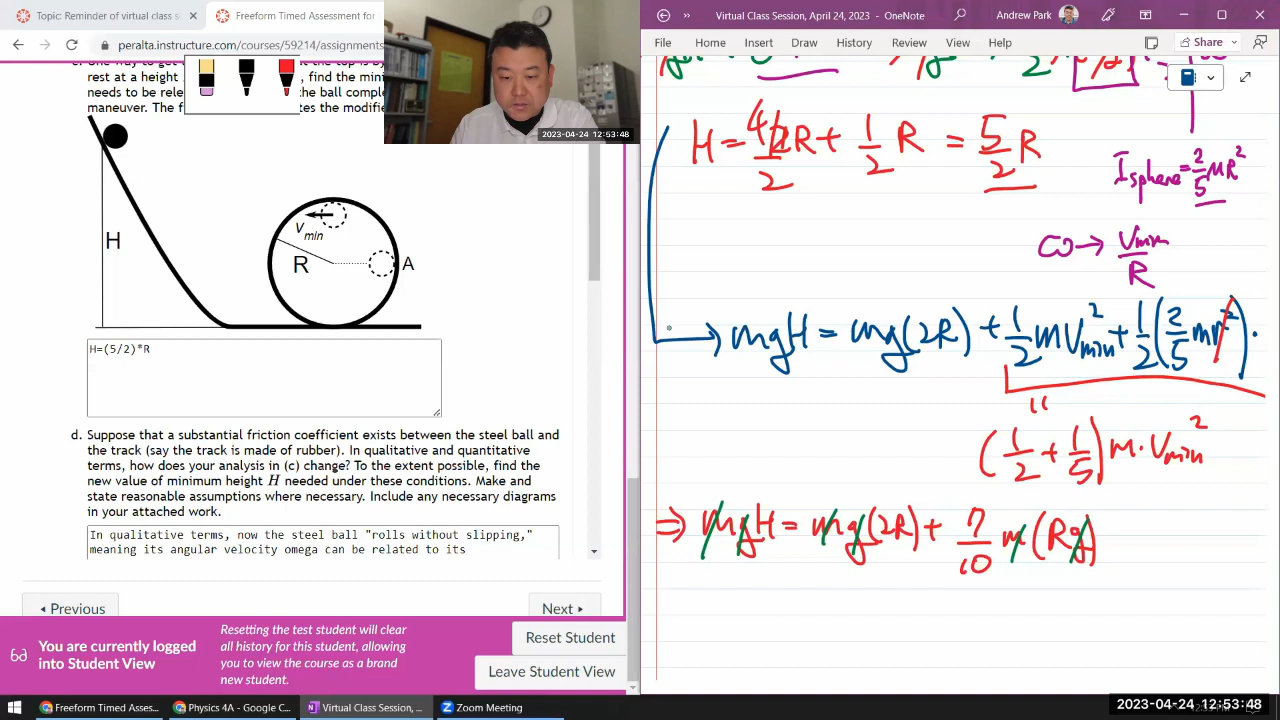 Topic: Reminder of virtual class s
Freeform Timed Assessment for
peralta.instructure.com/courses/59214/assignments
rest at a height
, find the mini
needs to be rele
the ball comple
maneuver. The f
tes the modifie
2023-04-24 12:53:48
H
V min
R
A
H=(5/2)*R
d. Suppose that a substantial friction coefficient exists between the steel ball and
the track (say the track is made of rubber). In qualitative and quantitative
terms, how does your analysis in (c) change? To the extent possible, find the
new value of minimum height H needed under these conditions. Make and
state reasonable assumptions where necessary. Include any necessary diagrams
in your attached work.
In qualitative terms, now the steel ball "rolls without slipping,"
meaning its angular velocity omega can be related to its
Previous
Next
You are currently logged
into Student View
Resetting the test student will clear
all history for this student, allowing
you to view the course as a brand
new student.
Reset Student
Leave Student View
Virtual Class Session, April 24, 2023 - OneNote
Andrew Park
File Home Insert Draw View Help
Share
H = 4/2 R + 1/2 R = 5/2 R
I sphere = 2/5 MR²
ω → Vmin/R
mgH = mg(2R) + 1/2 m Vmin² + 1/2 (2/5 mr²) ·
(1/2 + 1/5) m · Vmin²
⇒ mgH = mg(2R) + 7/10 m (Rg)
Freeform Timed Asses...
Physics 4A - Google C...
Virtual Class Session,...
Zoom Meeting
2023-04-24 12:53:48